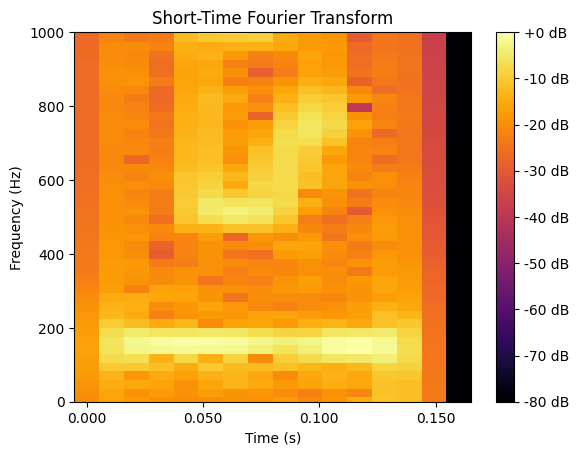 Short-Time Fourier Transform
1000
800
600
400
200
0
Frequency (Hz)
0.000
0.050
0.100
0.150
Time (s)
+0 dB
-10 dB
-20 dB
-30 dB
-40 dB
-50 dB
-60 dB
-70 dB
-80 dB